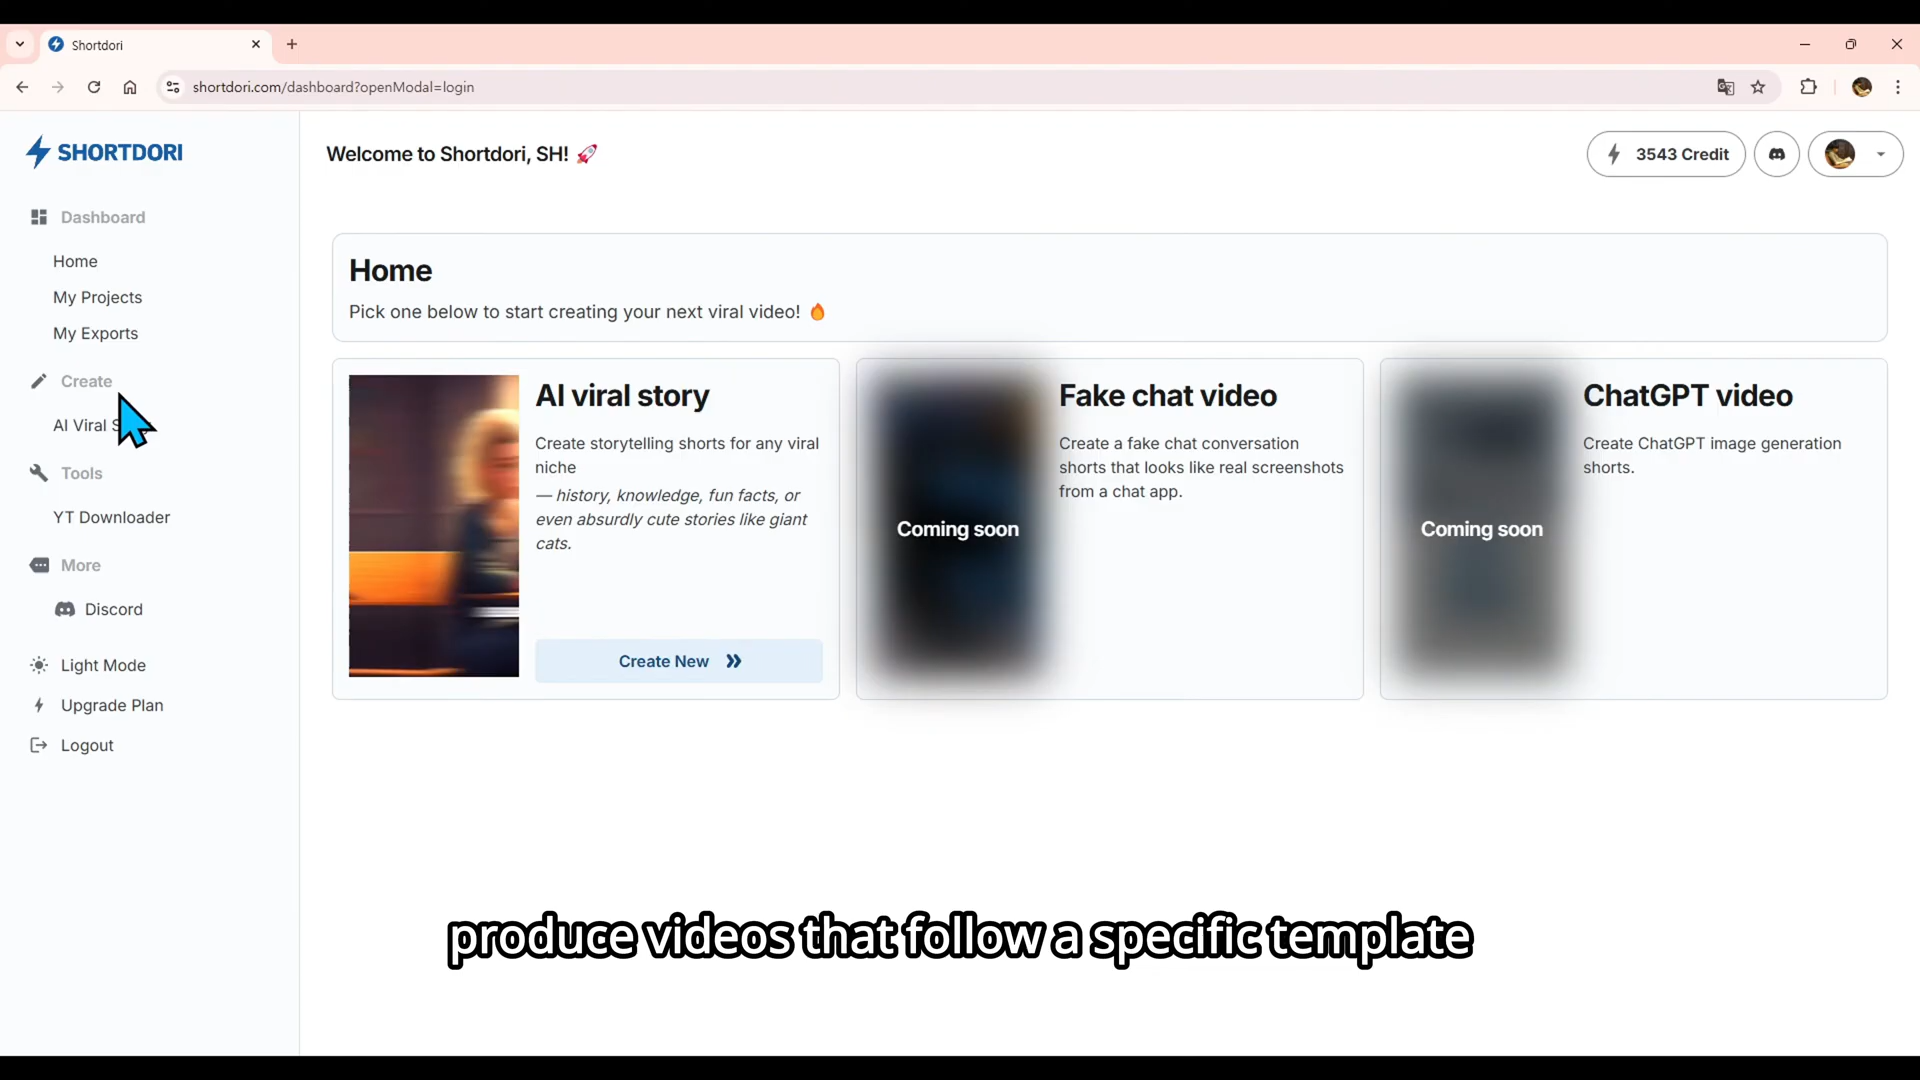 Shortdori
shortdori.com/dashboard?openModal=login
SHORTDORI
Welcome to Shortdori, SH! 🚀
3543 Credit
Dashboard
Home
My Projects
My Exports
Create
AI Viral S
Tools
YT Downloader
More
Discord
Light Mode
Upgrade Plan
Logout
Home
Pick one below to start creating your next viral video! 🔥
AI viral story
Create storytelling shorts for any viral
niche
— history, knowledge, fun facts, or
even absurdly cute stories like giant
cats.
Create New
Coming soon
Fake chat video
Create a fake chat conversation
shorts that looks like real screenshots
from a chat app.
Coming soon
ChatGPT video
Create ChatGPT image generation
shorts.
produce videos that follow a specific template